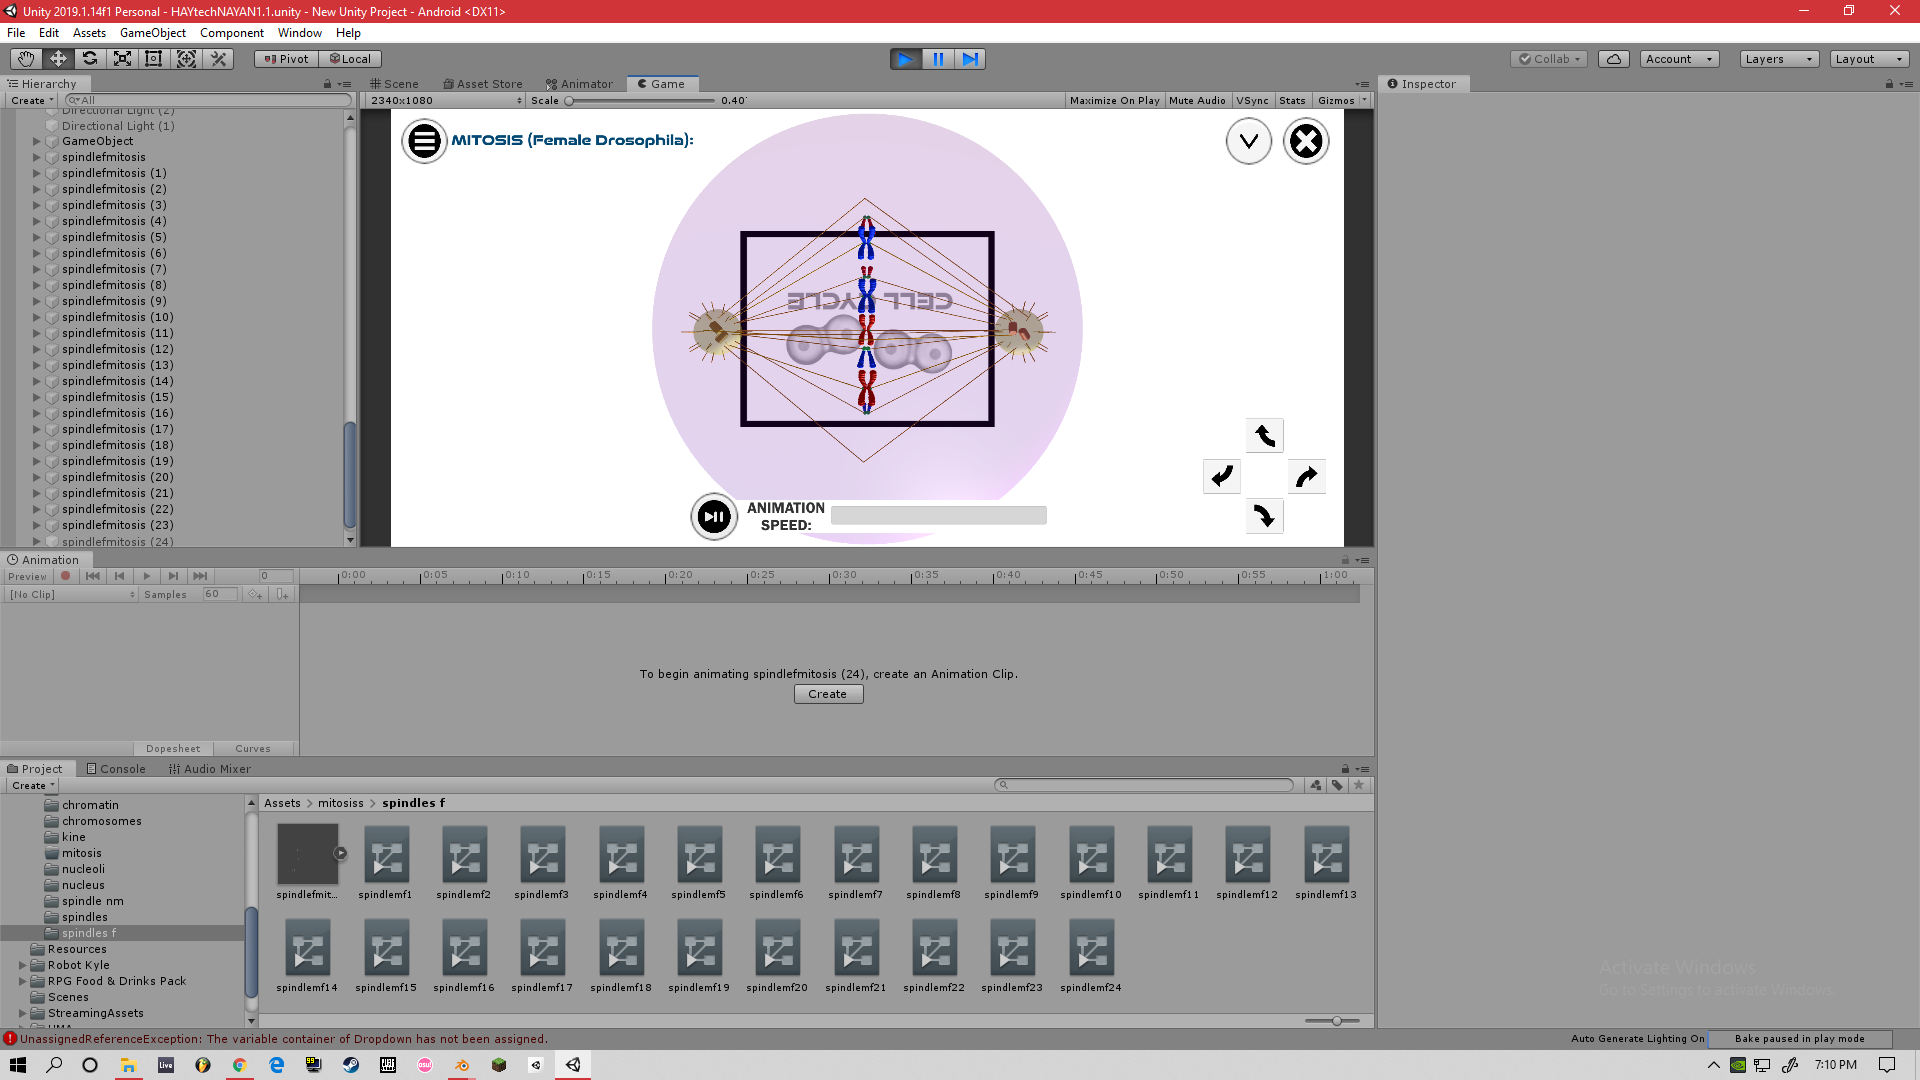 Unity 2019.1.14f1 Personal - HAYtechNAYAN1.1.unity - New Unity Project - Android <DX11>
File Edit Assets GameObject Component Window Help
Pivot Local Collab Account Layers Layout
Hierarchy Scene Asset Store Animator Game Inspector
Create All 2340x1080 Scale 0.40 Maximize On Play Mute Audio VSync Stats Gizmos
Directional Light (2)
Directional Light (1)
GameObject
spindlefmitosis
spindlefmitosis (1)
spindlefmitosis (2)
spindlefmitosis (3)
spindlefmitosis (4)
spindlefmitosis (5)
spindlefmitosis (6)
spindlefmitosis (7)
spindlefmitosis (8)
spindlefmitosis (9)
spindlefmitosis (10)
spindlefmitosis (11)
spindlefmitosis (12)
spindlefmitosis (13)
spindlefmitosis (14)
spindlefmitosis (15)
spindlefmitosis (16)
spindlefmitosis (17)
spindlefmitosis (18)
spindlefmitosis (19)
spindlefmitosis (20)
spindlefmitosis (21)
spindlefmitosis (22)
spindlefmitosis (23)
spindlefmitosis (24)
MITOSIS (Female Drosophila):
CELL CYCLE
ANIMATION
SPEED:
Animation
Preview 0 0:00 0:05 0:10 0:15 0:20 0:25 0:30 0:35 0:40 0:45 0:50 0:55 1:00
[No Clip] Samples 60
To begin animating spindlefmitosis (24), create an Animation Clip.
Create
Dopesheet Curves
Project Console Audio Mixer
Create
chromatin
chromosomes
kine
mitosis
nucleoli
nucleus
spindle nm
spindles
spindles f
Resources
Robot Kyle
RPG Food & Drinks Pack
Scenes
StreamingAssets
UMA
Assets > mitosiss > spindles f
spindlefmit... spindlemf1 spindlemf2 spindlemf3 spindlemf4 spindlemf5 spindlemf6 spindlemf7 spindlemf8 spindlemf9 spindlemf10 spindlemf11 spindlemf12 spindlemf13
spindlemf14 spindlemf15 spindlemf16 spindlemf17 spindlemf18 spindlemf19 spindlemf20 spindlemf21 spindlemf22 spindlemf23 spindlemf24
Activate Windows
Go to Settings to activate Windows.
UnassignedReferenceException: The variable container of Dropdown has not been assigned.
Auto Generate Lighting On Bake paused in play mode
Live 99 osu! 7:10 PM